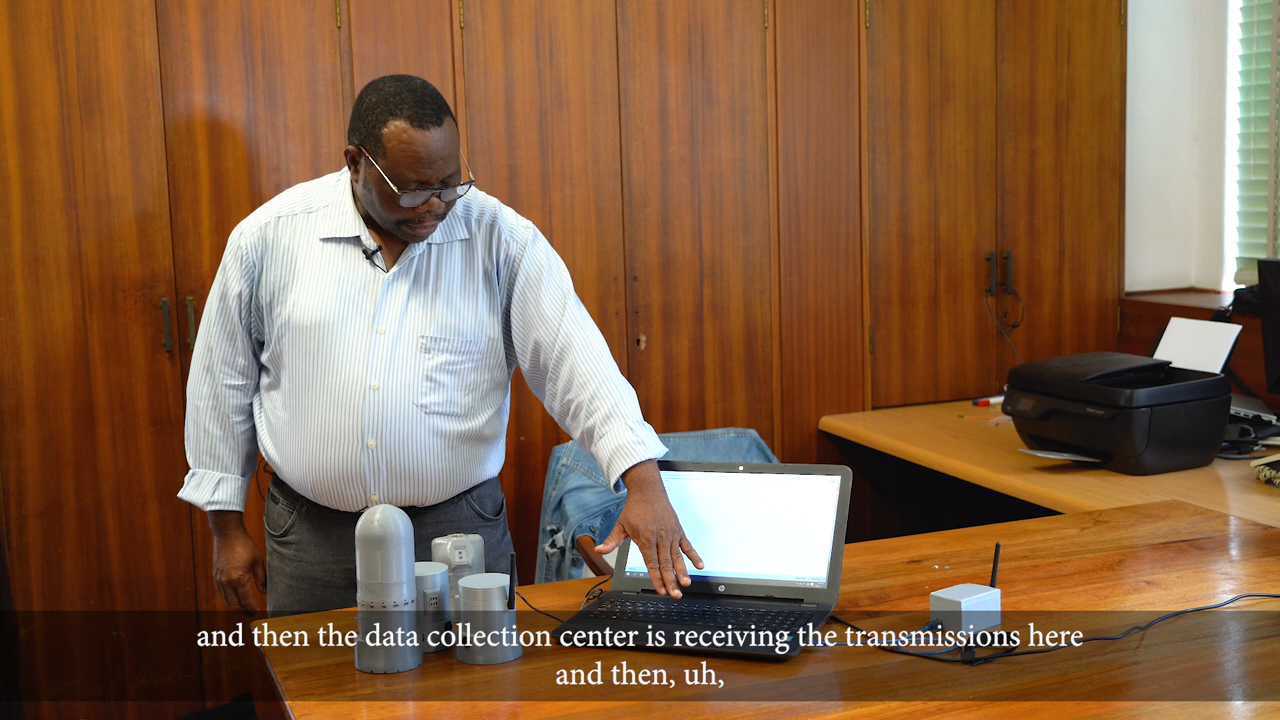 and then the data collection center is receiving the transmissions here
and then, uh,